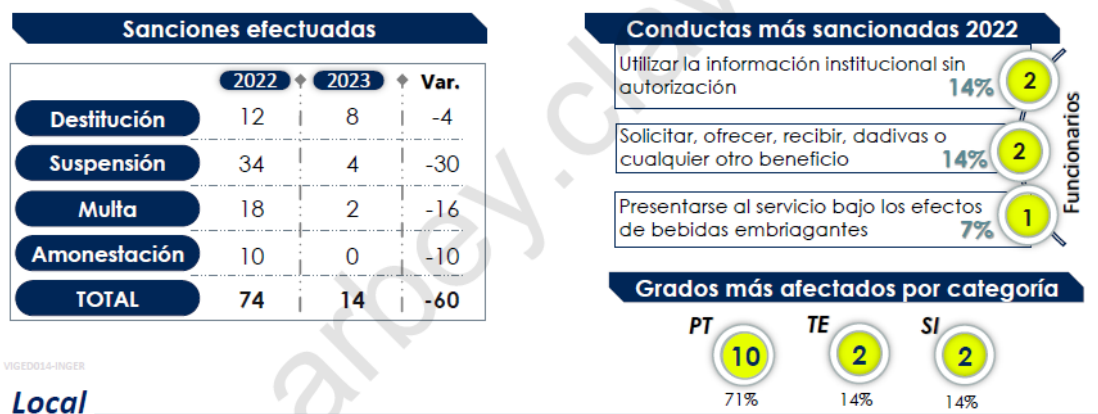 Sanciones efectuadas
2022 2023 Var.
Destitución 12 8 -4
Suspensión 34 4 -30
Multa 18 2 -16
Amonestación 10 0 -10
TOTAL 74 14 -60
VIGED014-INGER
Local
Conductas más sancionadas 2022
Utilizar la información institucional sin
autorización 14% 2
Solicitar, ofrecer, recibir, dadivas o
cualquier otro beneficio 14% 2
Presentarse al servicio bajo los efectos
de bebidas embriagantes 7% 1
Funcionarios
Grados más afectados por categoría
PT TE SI
10 2 2
71% 14% 14%